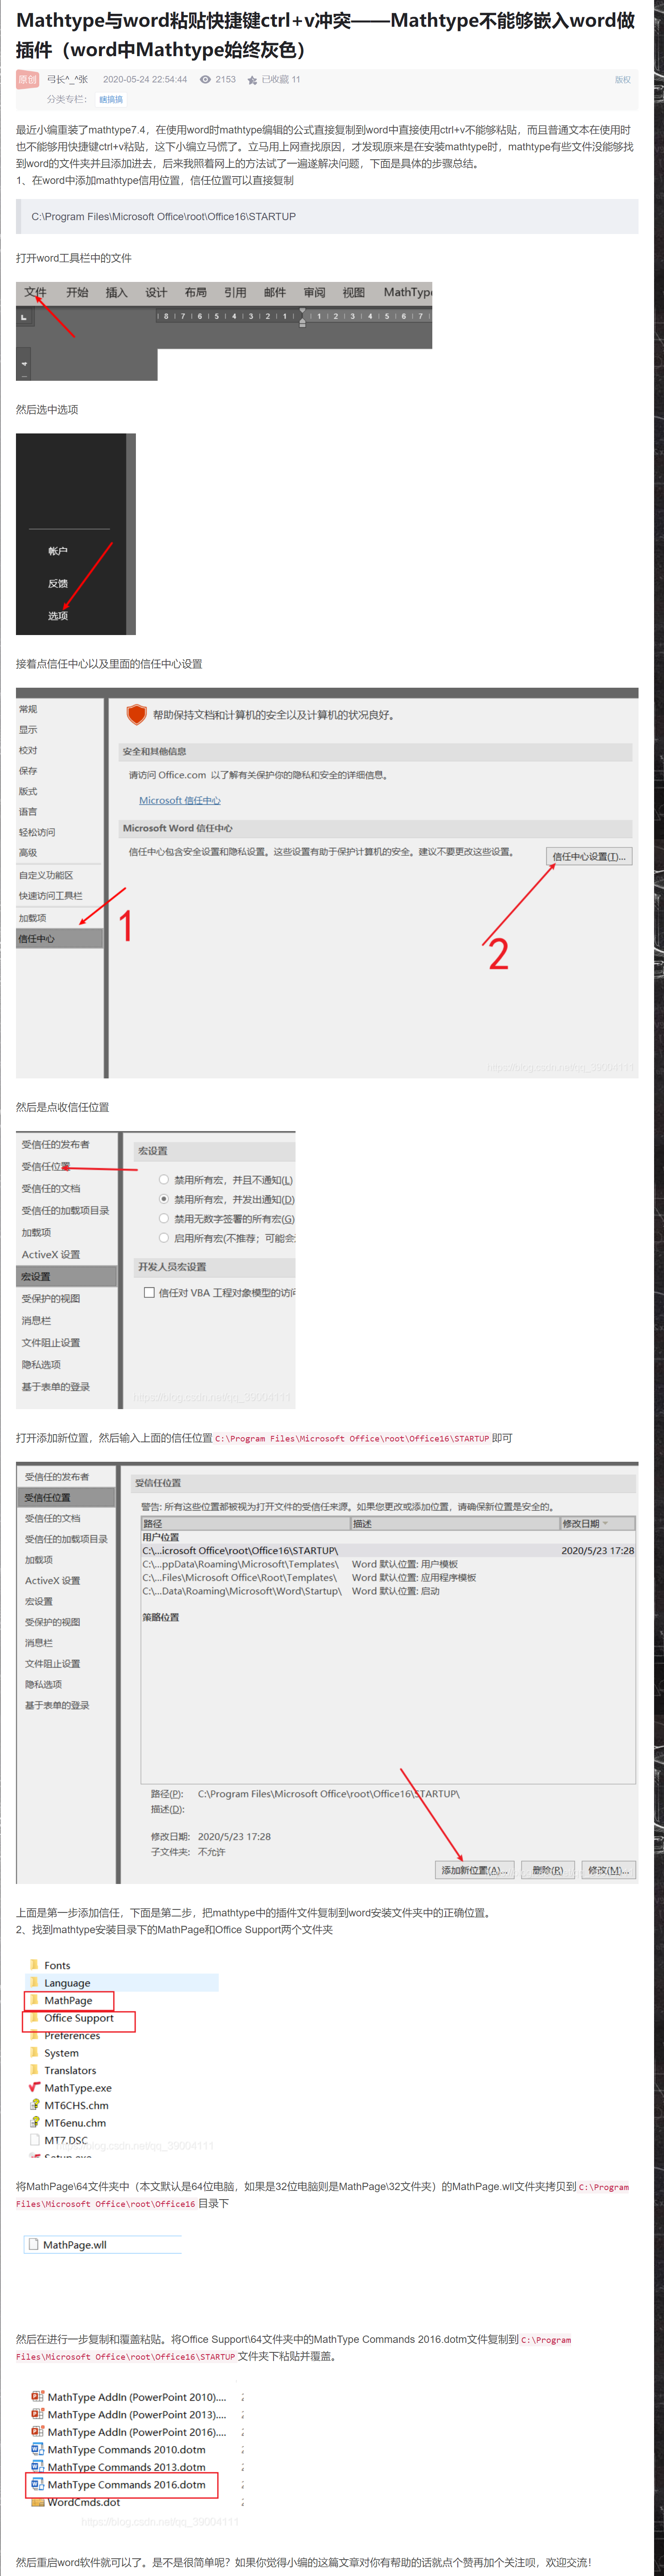 Mathtype与word粘贴快捷键ctrl+v冲突——Mathtype不能够嵌入word做
插件（word中Mathtype始终灰色）
原创 弓长^_^张 2020-05-24 22:54:44 2153 已收藏 11 版权
分类专栏： 瞎搞搞
最近小编重装了mathtype7.4，在使用word时mathtype编辑的公式直接复制到word中直接使用ctrl+v不能够粘贴，而且普通文本在使用时
也不能够用快捷键ctrl+v粘贴，这下小编立马慌了。立马用上网查找原因，才发现原来是在安装mathtype时，mathtype有些文件没能够找
到word的文件夹并且添加进去，后来我照着网上的方法试了一遍遂解决问题，下面是具体的步骤总结。
1、在word中添加mathtype信用位置，信任位置可以直接复制
C:\Program Files\Microsoft Office\root\Office16\STARTUP
打开word工具栏中的文件
文件 开始 插入 设计 布局 引用 邮件 审阅 视图 MathType
8 7 6 5 4 3 2 1 1 2 3 4 5 6 7
4
然后选中选项
帐户
反馈
选项
接着点信任中心以及里面的信任中心设置
常规
显示
校对
保存
版式
语言
轻松访问
高级
自定义功能区
快速访问工具栏
加载项
信任中心
帮助保持文档和计算机的安全以及计算机的状况良好。
安全和其他信息
请访问 Office.com 以了解有关保护你的隐私和安全的详细信息。
Microsoft 信任中心
Microsoft Word 信任中心
信任中心包含安全设置和隐私设置。这些设置有助于保护计算机的安全。建议不要更改这些设置。
信任中心设置(T)...
1
2
https://blog.csdn.net/qq_39004111
然后是点收信任位置
受信任的发布者
受信任位置
受信任的文档
受信任的加载项目录
加载项
ActiveX 设置
宏设置
受保护的视图
消息栏
文件阻止设置
隐私选项
基于表单的登录
宏设置
禁用所有宏，并且不通知(L)
禁用所有宏，并发出通知(D)
禁用无数字签署的所有宏(G)
启用所有宏(不推荐；可能会
开发人员宏设置
信任对 VBA 工程对象模型的访问
https://blog.csdn.net/qq_39004111
打开添加新位置，然后输入上面的信任位置 C:\Program Files\Microsoft Office\root\Office16\STARTUP 即可
受信任的发布者
受信任位置
受信任的文档
受信任的加载项目录
加载项
ActiveX 设置
宏设置
受保护的视图
消息栏
文件阻止设置
隐私选项
基于表单的登录
受信任位置
警告: 所有这些位置都被视为打开文件的受信任来源。如果您更改或添加位置，请确保新位置是安全的。
路径 描述 修改日期
用户位置
C:\...icrosoft Office\root\Office16\STARTUP\ 2020/5/23 17:28
C:\...ppData\Roaming\Microsoft\Templates\ Word 默认位置: 用户模板
C:\...Files\Microsoft Office\Root\Templates\ Word 默认位置: 应用程序模板
C:\...Data\Roaming\Microsoft\Word\Startup\ Word 默认位置: 启动
策略位置
路径(P): C:\Program Files\Microsoft Office\root\Office16\STARTUP\
描述(D):
修改日期: 2020/5/23 17:28
子文件夹: 不允许
添加新位置(A)... 删除(R) 修改(M)...
上面是第一步添加信任，下面是第二步，把mathtype中的插件文件复制到word安装文件夹中的正确位置。
2、找到mathtype安装目录下的MathPage和Office Support两个文件夹
Fonts
Language
MathPage
Office Support
Preferences
System
Translators
MathType.exe
MT6CHS.chm
MT6enu.chm
MT7.DSC
Setup.exe
https://blog.csdn.net/qq_39004111
将MathPage\64文件夹中（本文默认是64位电脑，如果是32位电脑则是MathPage\32文件夹）的MathPage.wll文件夹拷贝到 C:\Program
Files\Microsoft Office\root\Office16 目录下
MathPage.wll
然后在进行一步复制和覆盖粘贴。将Office Support\64文件夹中的MathType Commands 2016.dotm文件复制到 C:\Program
Files\Microsoft Office\root\Office16\STARTUP 文件夹下粘贴并覆盖。
MathType AddIn (PowerPoint 2010)....
MathType AddIn (PowerPoint 2013)....
MathType AddIn (PowerPoint 2016)....
MathType Commands 2010.dotm
MathType Commands 2013.dotm
MathType Commands 2016.dotm
WordCmds.dot
https://blog.csdn.net/qq_39004111
然后重启word软件就可以了。是不是很简单呢？如果你觉得小编的这篇文章对你有帮助的话就点个赞再加个关注呗，欢迎交流！